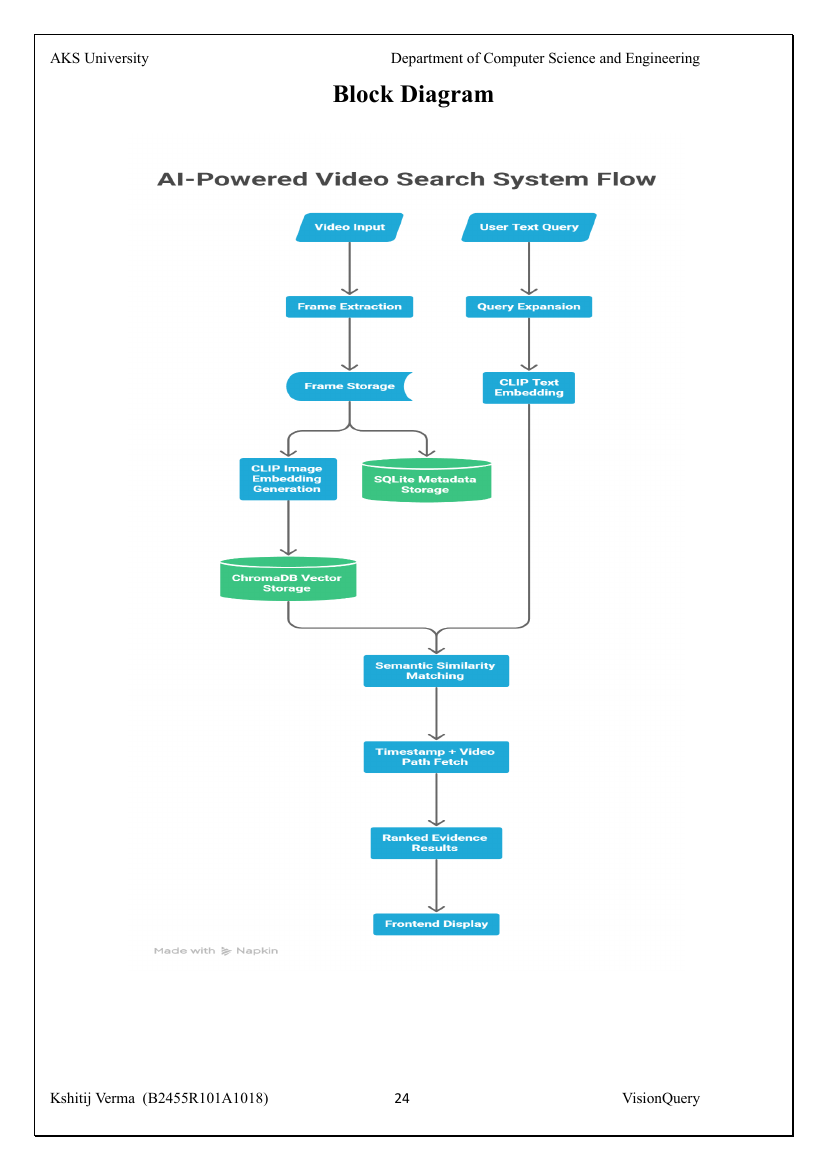 AKS University Department of Computer Science and Engineering
Block Diagram
AI-Powered Video Search System Flow
Video Input
User Text Query
Frame Extraction
Query Expansion
Frame Storage
CLIP Text
Embedding
CLIP Image
Embedding
Generation
SQLite Metadata
Storage
ChromaDB Vector
Storage
Semantic Similarity
Matching
Timestamp + Video
Path Fetch
Ranked Evidence
Results
Frontend Display
Made with Napkin
Kshitij Verma (B2455R101A1018) 24 VisionQuery